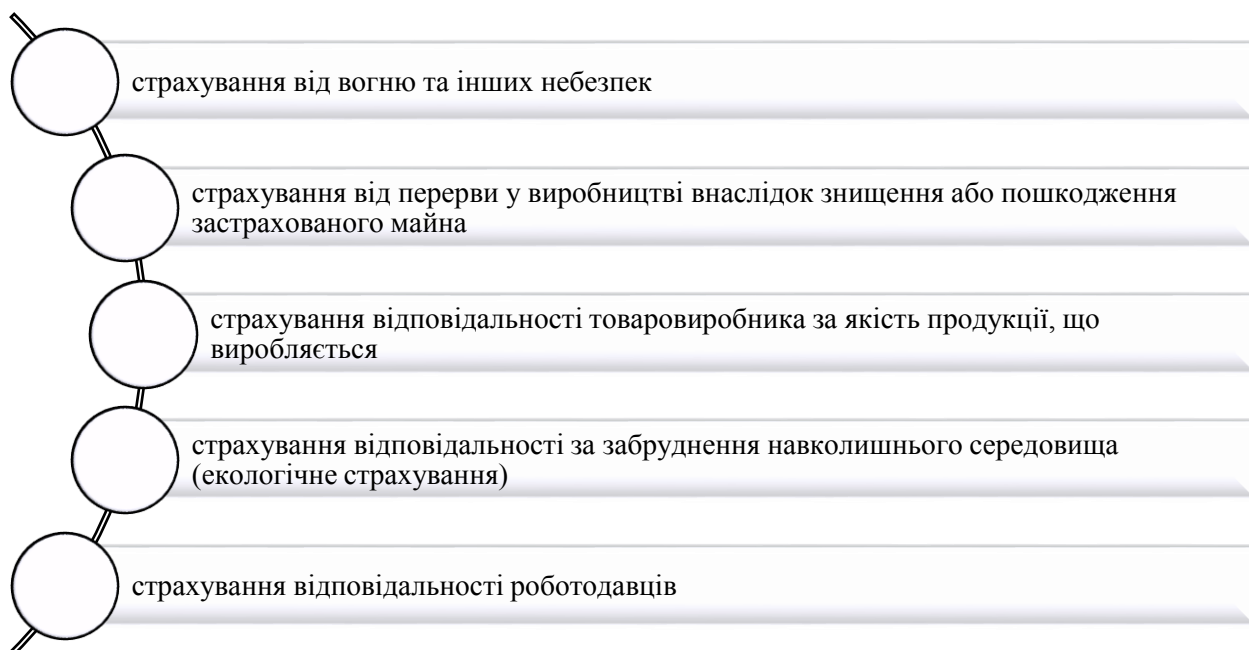 страхування від вогню та інших небезпек
страхування від перерви у виробництві внаслідок знищення або пошкодження
застрахованого майна
страхування відповідальності товаровиробника за якість продукції, що
виробляється
страхування відповідальності за забруднення навколишнього середовища
(екологічне страхування)
страхування відповідальності роботодавців